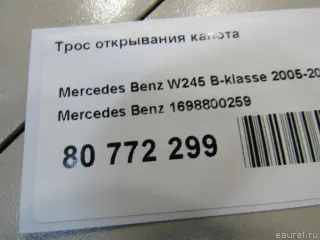 Трос открывания капота
Mercedes Benz W245 B-klasse 2005-20
Mercedes Benz 1698800259
80 772 299
eaural.ru